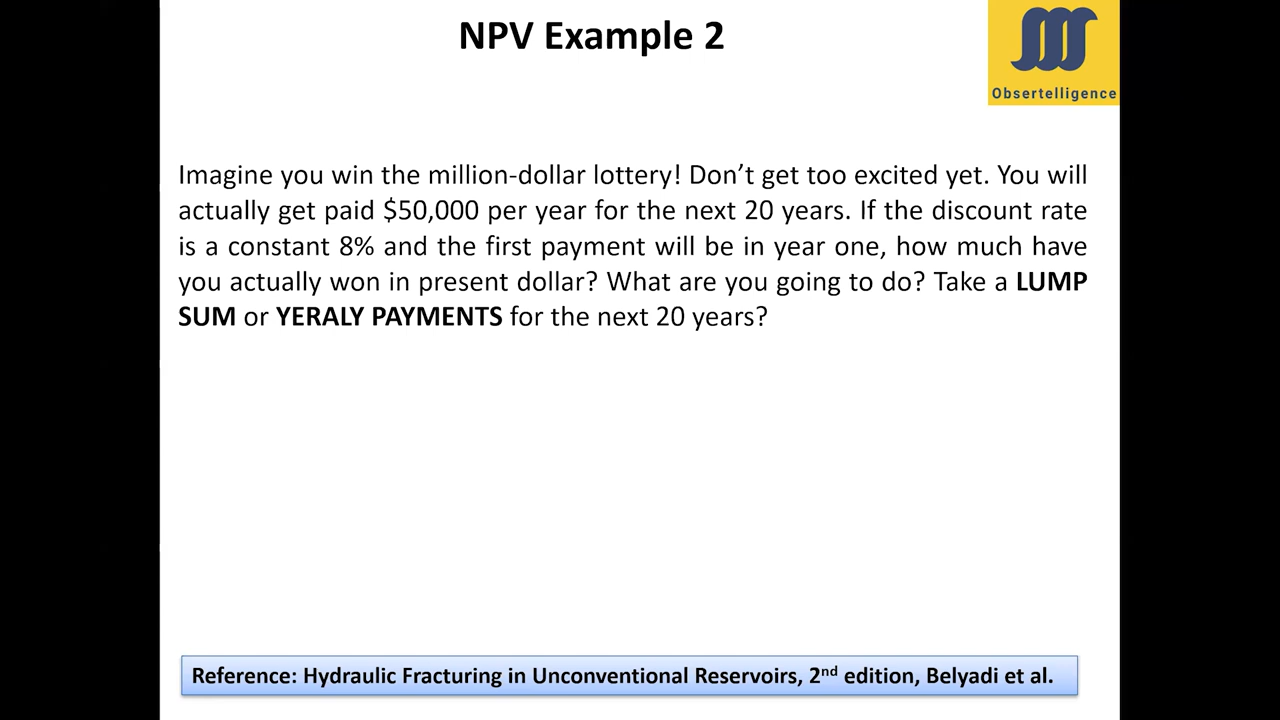 NPV Example 2
Obsertelligence
Imagine you win the million-dollar lottery! Don’t get too excited yet. You will
actually get paid $50,000 per year for the next 20 years. If the discount rate
is a constant 8% and the first payment will be in year one, how much have
you actually won in present dollar? What are you going to do? Take a LUMP
SUM or YERALY PAYMENTS for the next 20 years?
Reference: Hydraulic Fracturing in Unconventional Reservoirs, 2nd edition, Belyadi et al.